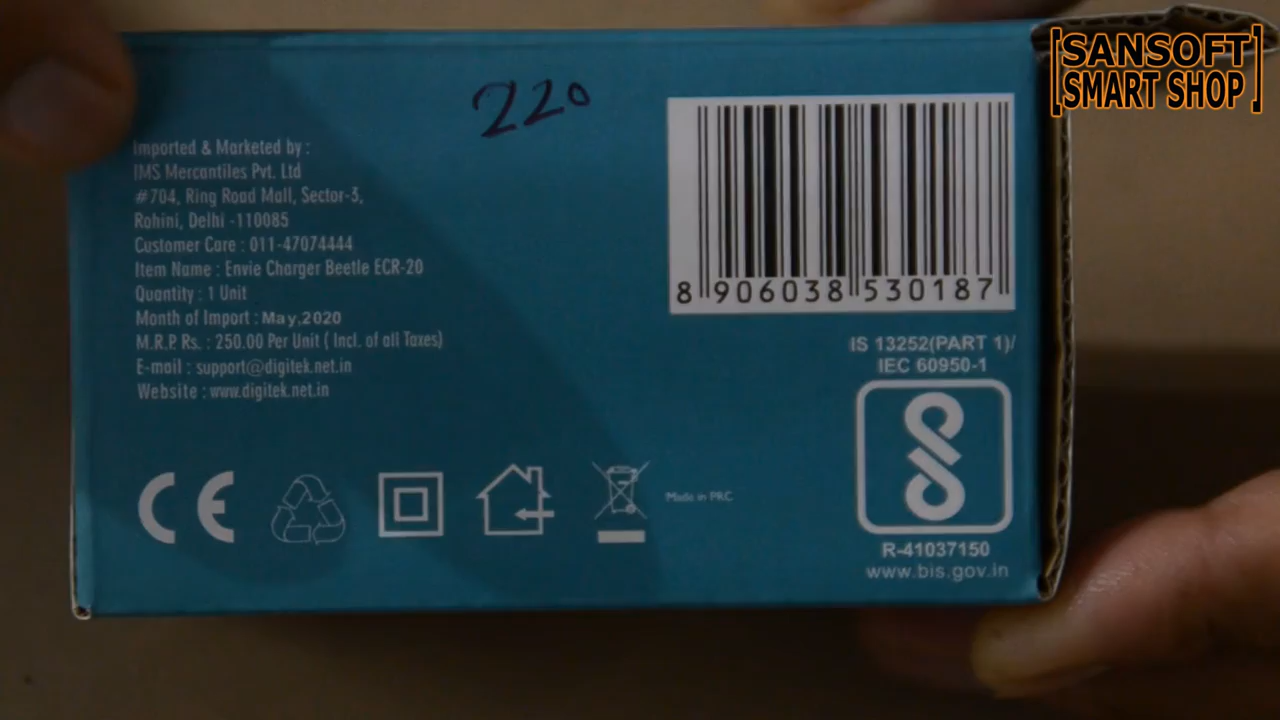 [SANSOFT
SMART SHOP]
220
Imported & Marketed by :
IMS Mercantiles Pvt. Ltd
#704, Ring Road Mall, Sector-3,
Rohini, Delhi -110085
Customer Care : 011-47074444
Item Name : Envie Charger Beetle ECR-20
Quantity : 1 Unit
Month of Import : May,2020
M.R.P. Rs. : 250.00 Per Unit ( Incl. of all Taxes)
E-mail : support@digitek.net.in
Website : www.digitek.net.in
8 906038 530187
IS 13252(PART 1)/
IEC 60950-1
CE
Made in PRC
R-41037150
www.bis.gov.in